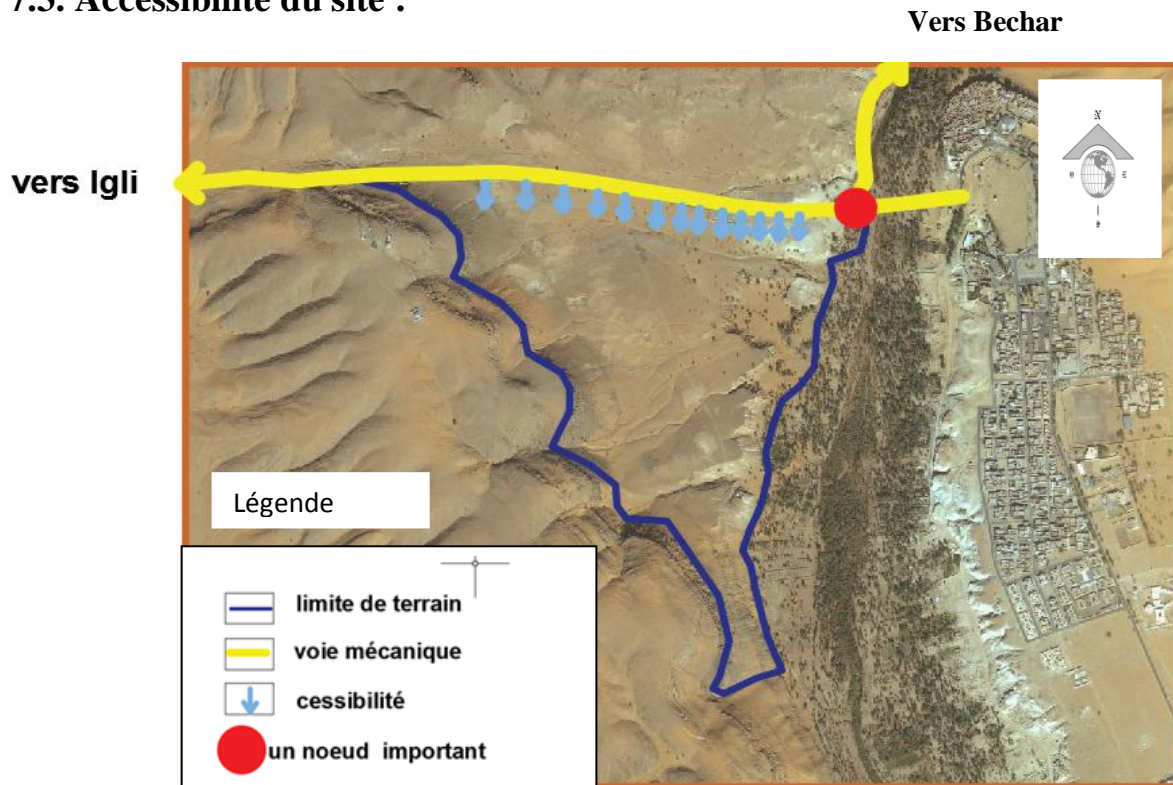 7.3. Accessibilité du site :
Vers Bechar
N
vers Igli
E
Légende
limite de terrain
voie mécanique
cessibilité
un noeud important